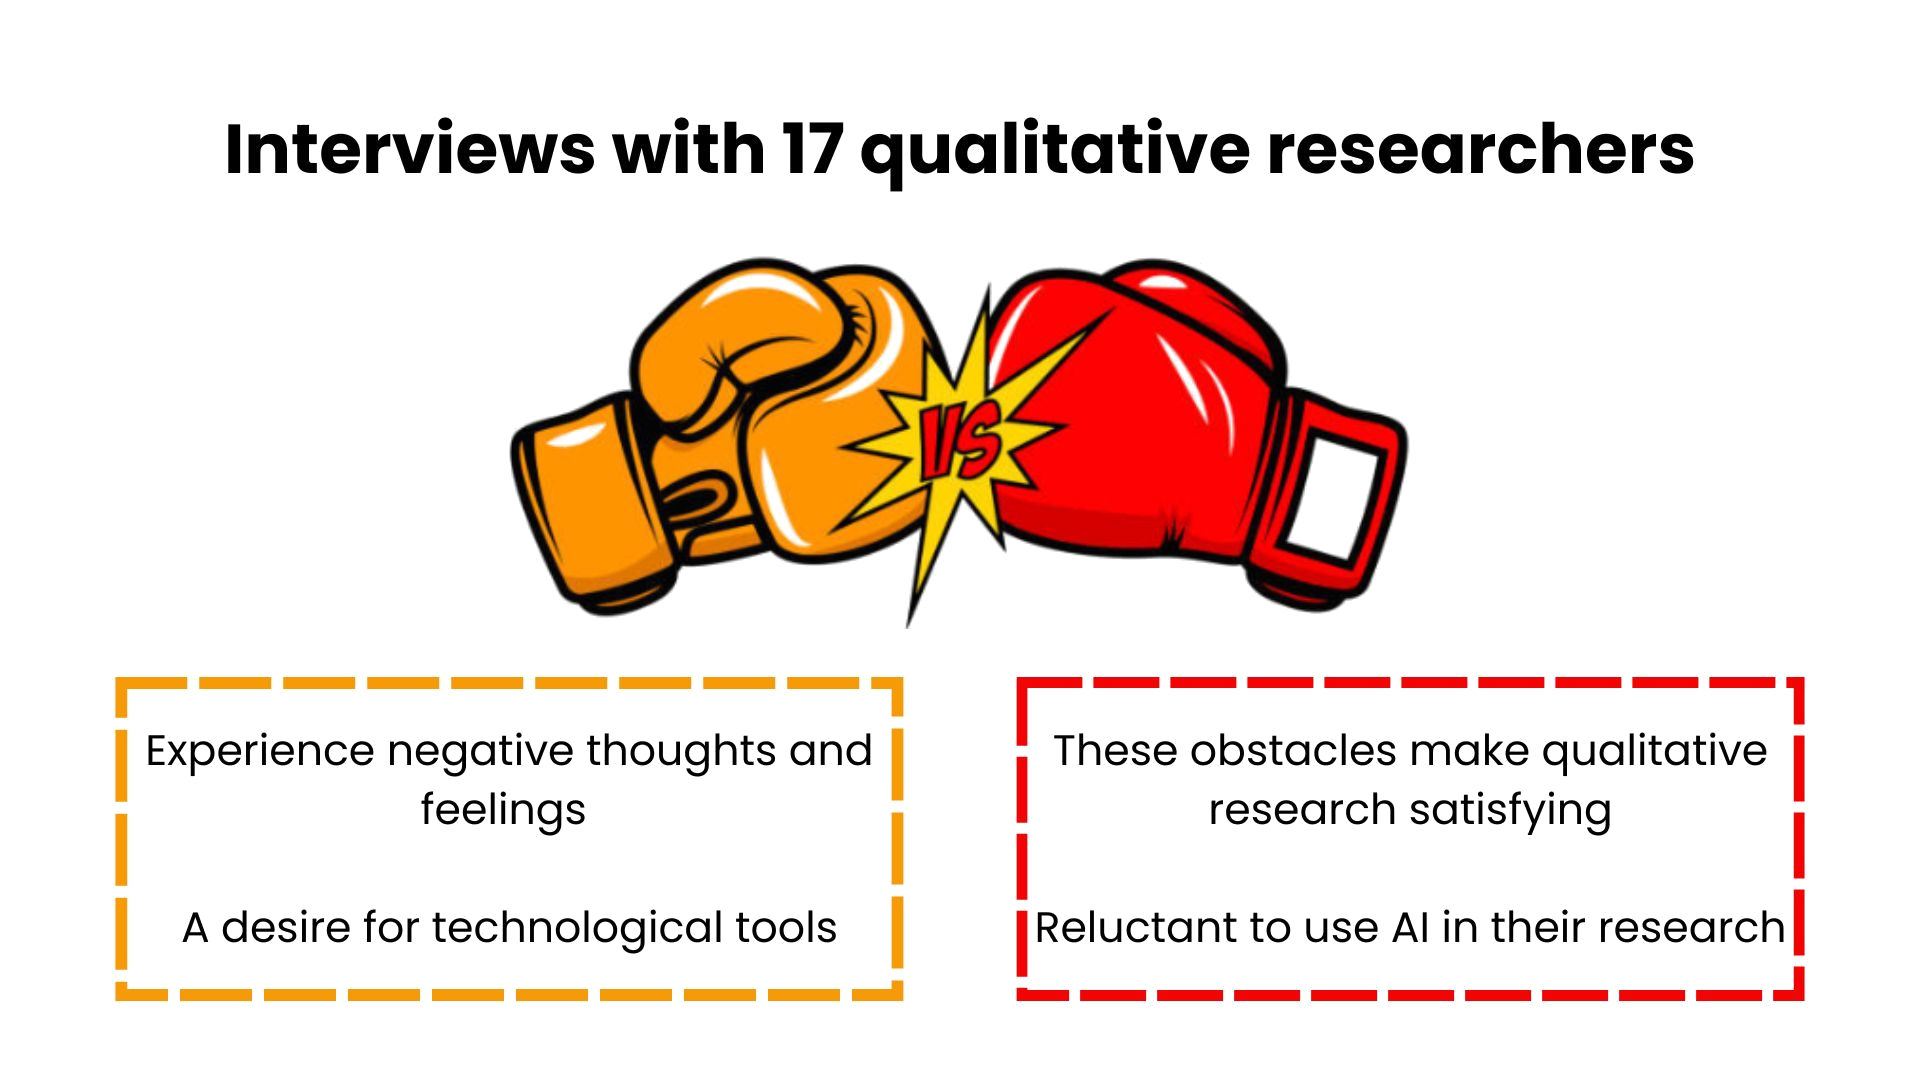 Interviews with 17 qualitative researchers
VS
Experience negative thoughts and
feelings
A desire for technological tools
These obstacles make qualitative
research satisfying
Reluctant to use AI in their research